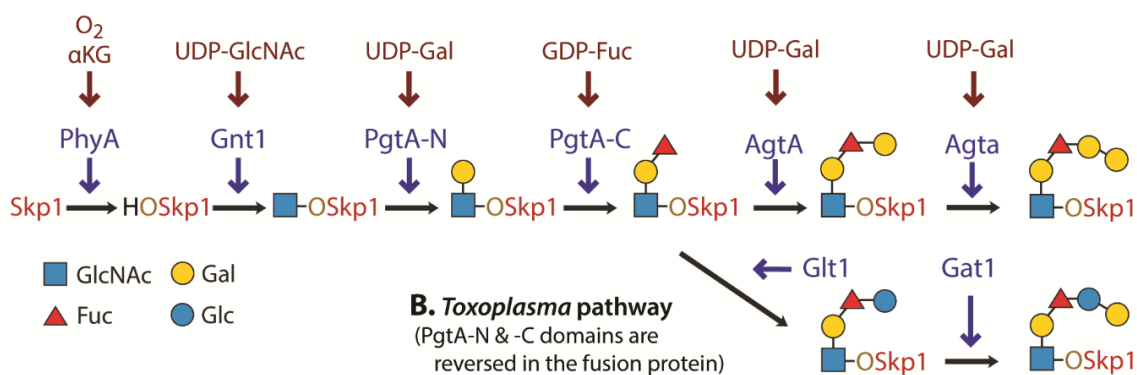 O2
αKG
UDP-GlcNAc
UDP-Gal
GDP-Fuc
UDP-Gal
UDP-Gal
PhyA
Gnt1
PgtA-N
PgtA-C
AgtA
Agta
Skp1
HOSkp1
OSkp1
OSkp1
OSkp1
OSkp1
OSkp1
GlcNAc
Gal
Fuc
Glc
B. Toxoplasma pathway
(PgtA-N & -C domains are
reversed in the fusion protein)
Glt1
Gat1
OSkp1
OSkp1